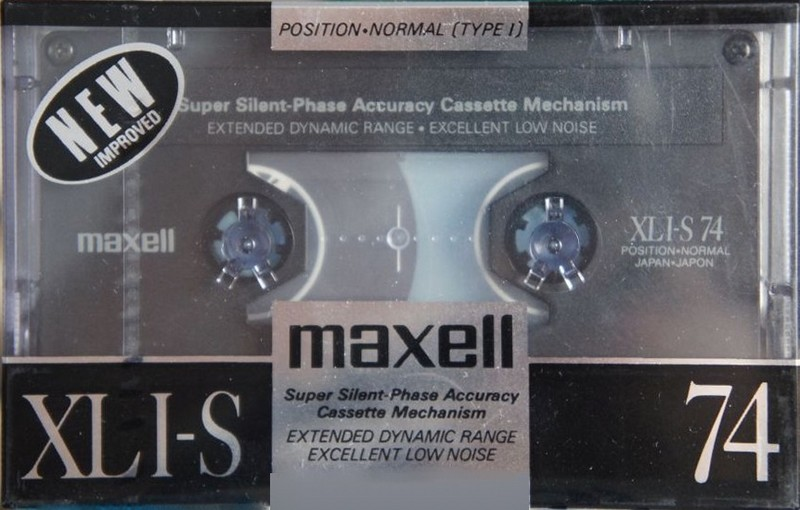 POSITION•NORMAL (TYPE I)
NEW
IMPROVED
Super Silent-Phase Accuracy Cassette Mechanism
EXTENDED DYNAMIC RANGE • EXCELLENT LOW NOISE
maxell
XLI-S 74
POSITION•NORMAL
JAPAN•JAPON
maxell
Super Silent-Phase Accuracy
Cassette Mechanism
EXTENDED DYNAMIC RANGE
EXCELLENT LOW NOISE
XLI-S
74